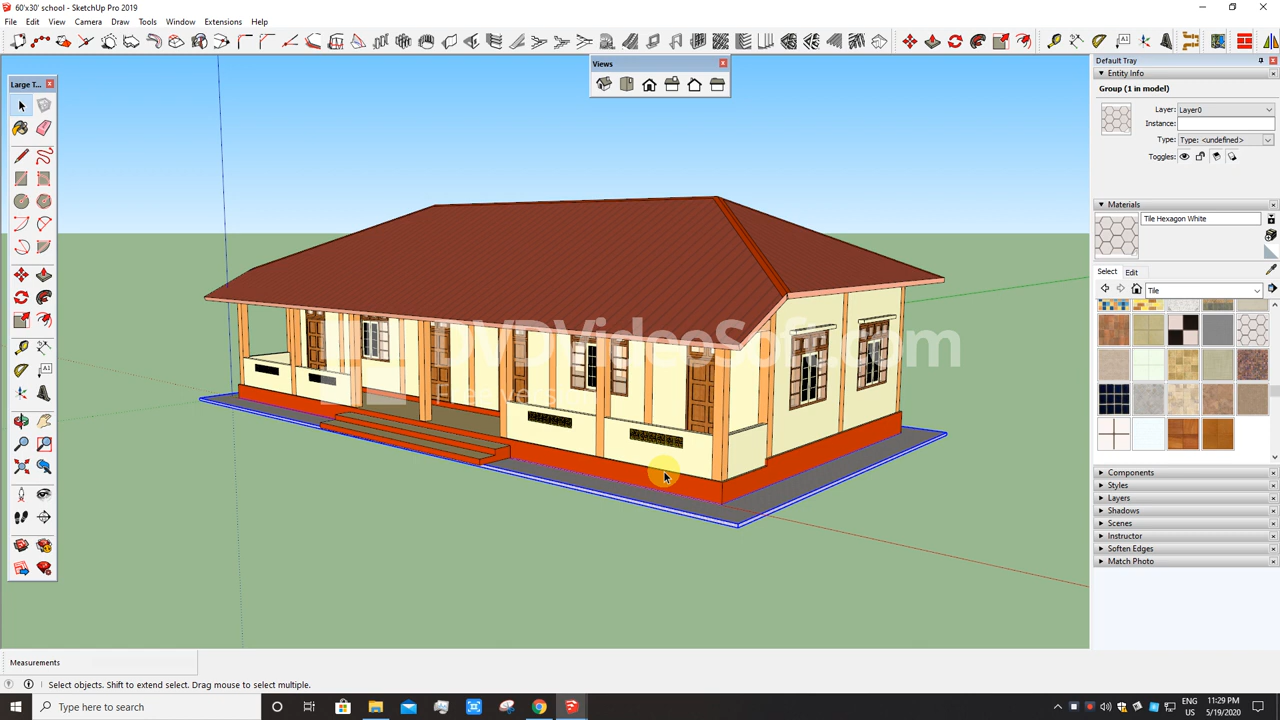 60'x30' school - SketchUp Pro 2019
File Edit View Camera Draw Tools Window Extensions Help
Large T...
Views
Default Tray
Entity Info
Group (1 in model)
Layer: Layer0
Instance:
Type: Type: <undefined>
Toggles:
Materials
Tile Hexagon White
Select Edit
Tile
DVDVideoSoft.com
Components
Styles
Layers
Shadows
Scenes
Instructor
Soften Edges
Match Photo
Measurements
Select objects. Shift to extend select. Drag mouse to select multiple.
Type here to search
ENG
US
11:29 PM
5/19/2020